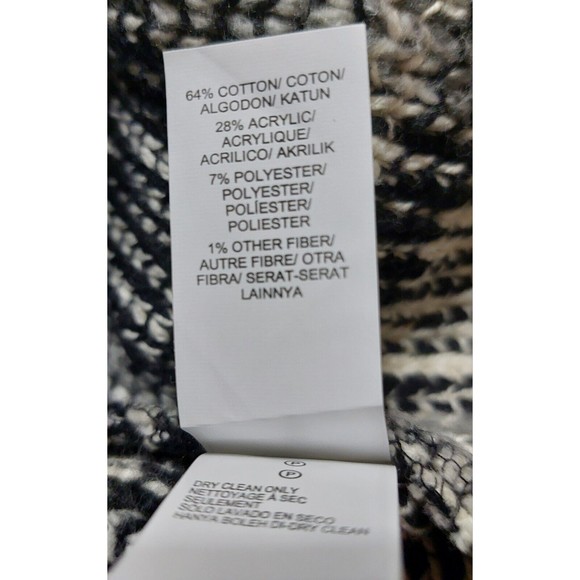 64% COTTON/ COTON/
ALGODON/ KATUN
28% ACRYLIC/
ACRYLIQUE/
ACRILICO/ AKRILIK
7% POLYESTER/
POLYESTER/
POLÍESTER/
POLIESTER
1% OTHER FIBER/
AUTRE FIBRE/ OTRA
FIBRA/ SERAT-SERAT
LAINNYA
P
P
DRY CLEAN ONLY
NETTOYAGE À SEC
SEULEMENT
SÓLO LAVADO EN SECO
HANYA BOLEH DI-DRY CLEAN